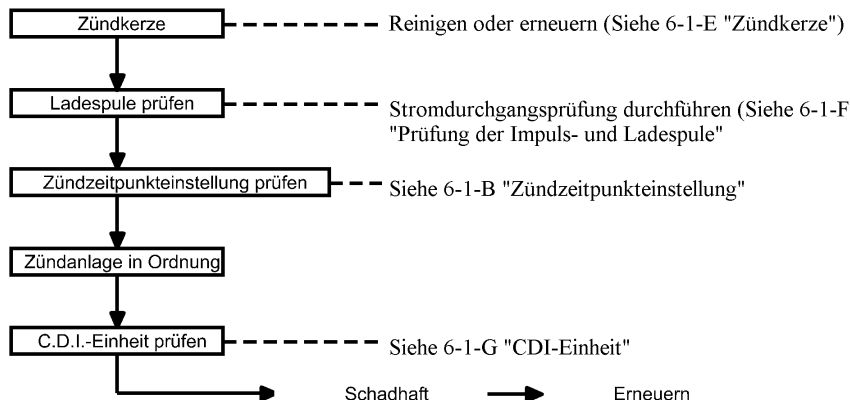 Zündkerze
Reinigen oder erneuern (Siehe 6-1-E "Zündkerze")
Ladespule prüfen
Stromdurchgangsprüfung durchführen (Siehe 6-1-F
"Prüfung der Impuls- und Ladespule"
Zündzeitpunkteinstellung prüfen
Siehe 6-1-B "Zündzeitpunkteinstellung"
Zündanlage in Ordnung
C.D.I.-Einheit prüfen
Siehe 6-1-G "CDI-Einheit"
Schadhaft
Erneuern